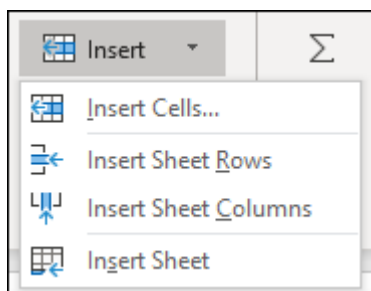 Insert
Σ
Insert Cells...
Insert Sheet Rows
Insert Sheet Columns
Insert Sheet